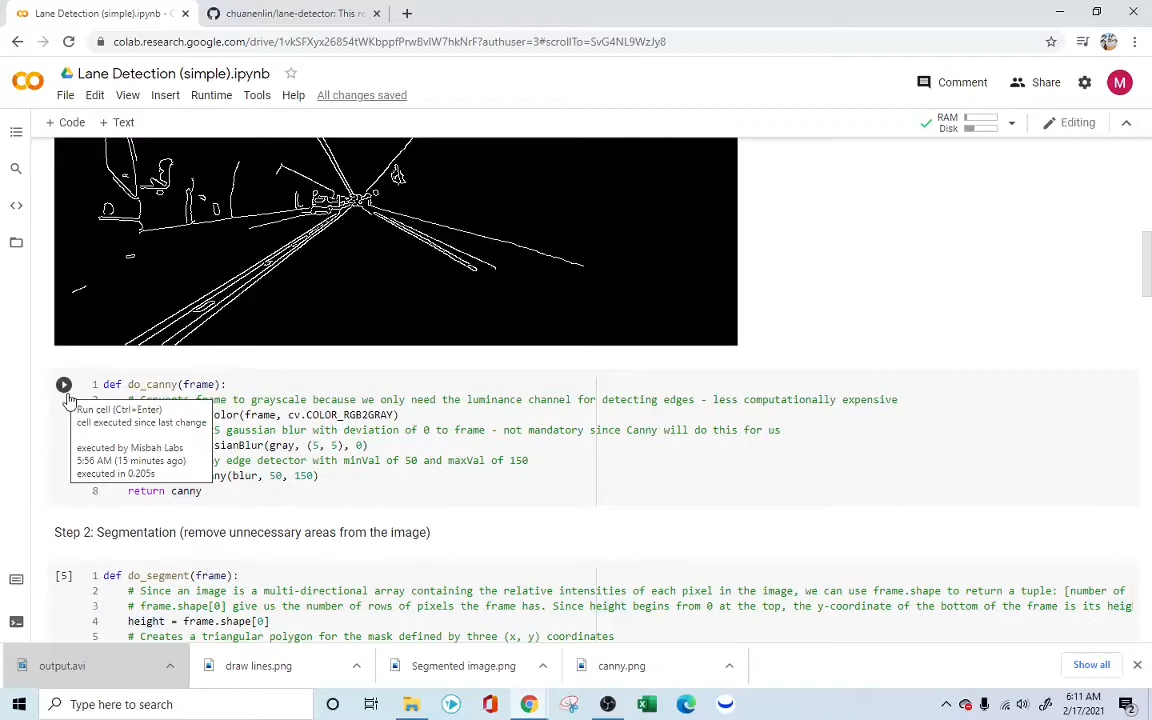 Lane Detection (simple).ipynb -
chuanenlin/lane-detector: This re
colab.research.google.com/drive/1vkSFXyx26854tWKbppfPrwBvlW7hkNrF?authuser=3#scrollTo=SvG4NL9WzJy8
Lane Detection (simple).ipynb
File Edit View Insert Runtime Tools Help All changes saved
Comment Share M
+ Code + Text
RAM
Disk
Editing
1 def do_canny(frame):
# Converts frame to grayscale because we only need the luminance channel for detecting edges - less computationally expensive
olor(frame, cv.COLOR_RGB2GRAY)
5 gaussian blur with deviation of 0 to frame - not mandatory since Canny will do this for us
sianBlur(gray, (5, 5), 0)
y edge detector with minVal of 50 and maxVal of 150
ny(blur, 50, 150)
8 return canny
Run cell (Ctrl+Enter)
cell executed since last change
executed by Misbah Labs
5:56 AM (15 minutes ago)
executed in 0.205s
Step 2: Segmentation (remove unnecessary areas from the image)
[5] 1 def do_segment(frame):
2 # Since an image is a multi-directional array containing the relative intensities of each pixel in the image, we can use frame.shape to return a tuple: [number of
3 # frame.shape[0] give us the number of rows of pixels the frame has. Since height begins from 0 at the top, the y-coordinate of the bottom of the frame is its heig
4 height = frame.shape[0]
5 # Creates a triangular polygon for the mask defined by three (x, y) coordinates
output.avi
draw lines.png
Segmented image.png
canny.png
Show all
Type here to search
6:11 AM
2/17/2021
2